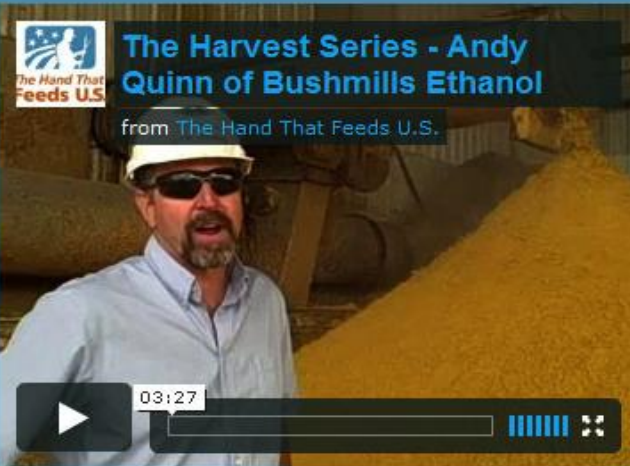 The Hand That
Feeds U.S.
The Harvest Series - Andy
Quinn of Bushmills Ethanol
from The Hand That Feeds U.S.
03:27